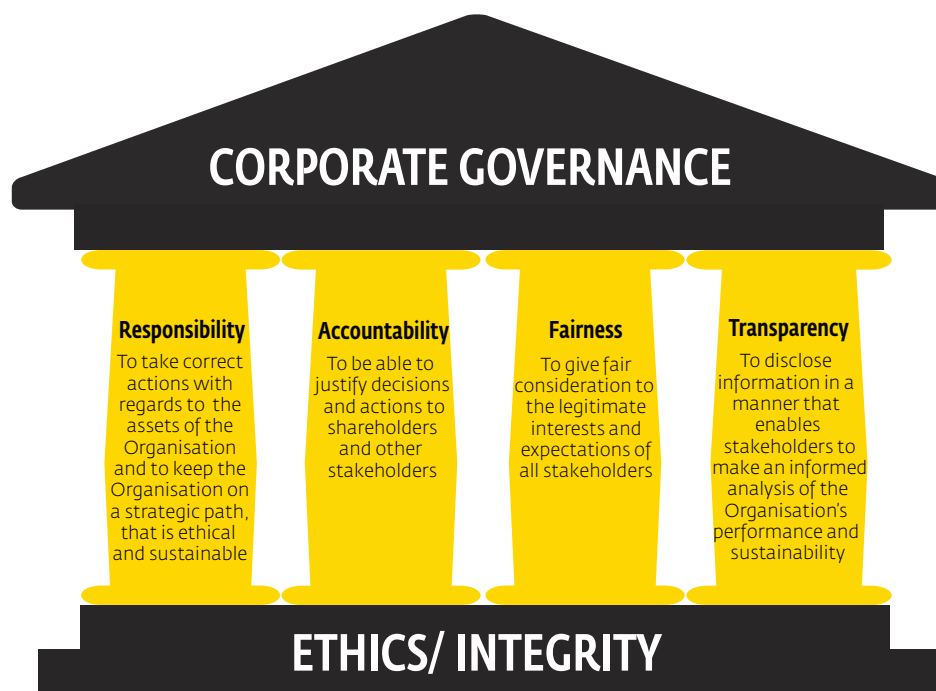 CORPORATE GOVERNANCE
Responsibility
To take correct
actions with
regards to the
assets of the
Organisation
and to keep the
Organisation on
a strategic path,
that is ethical
and sustainable
Accountability
To be able to
justify decisions
and actions to
shareholders
and other
stakeholders
Fairness
To give fair
consideration to
the legitimate
interests and
expectations of
all stakeholders
Transparency
To disclose
information in a
manner that
enables
stakeholders to
make an informed
analysis of the
Organisation's
performance and
sustainability
ETHICS/ INTEGRITY